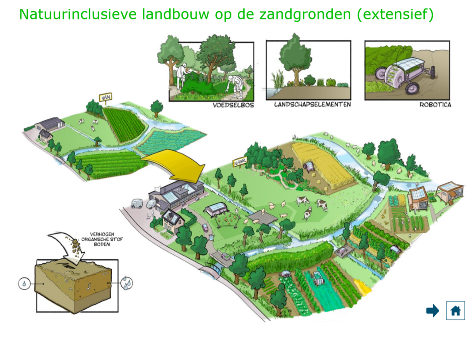 Natuurinclusieve landbouw op de zandgronden (extensief)
VOEDSELBOS
LANDSCHAPSELEMENTEN
ROBOTICA
VERHOGEN
ORGANISCHE STOF
BODEM